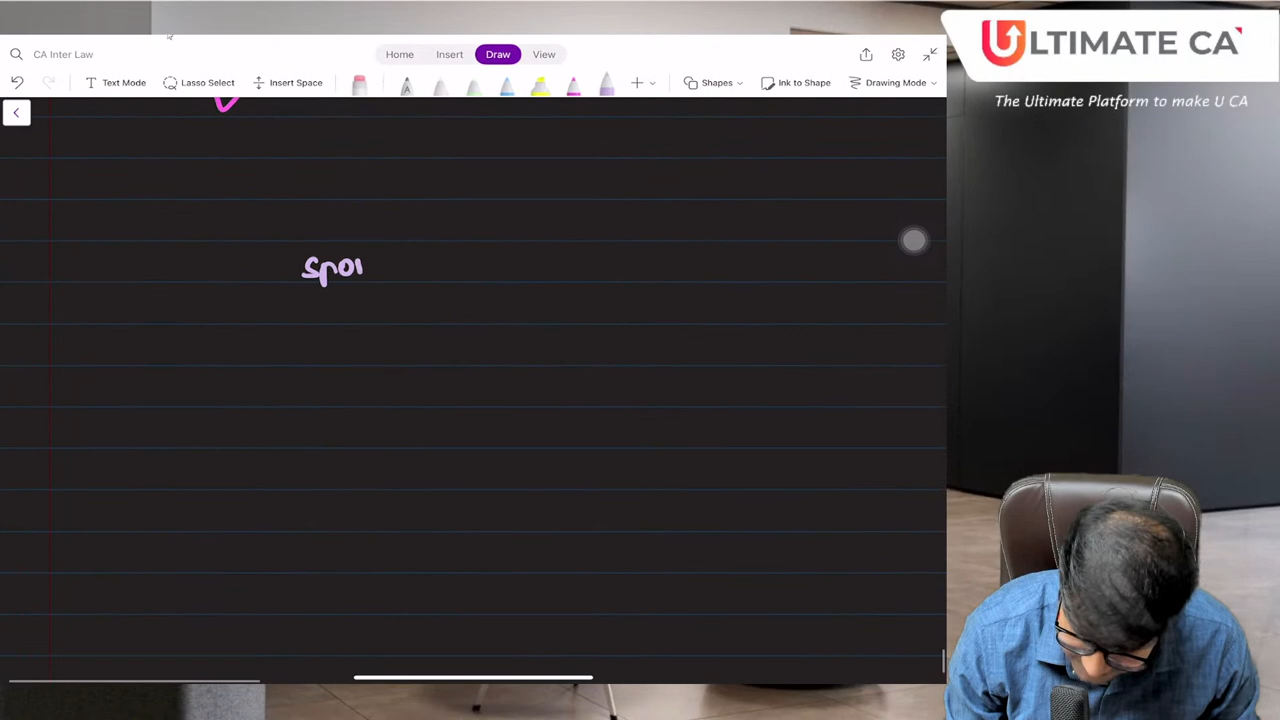 CA Inter Law
Home Insert Draw View
Text Mode Lasso Select Insert Space Shapes Ink to Shape Drawing Mode
ULTIMATE CA
The Ultimate Platform to make U CA
spor